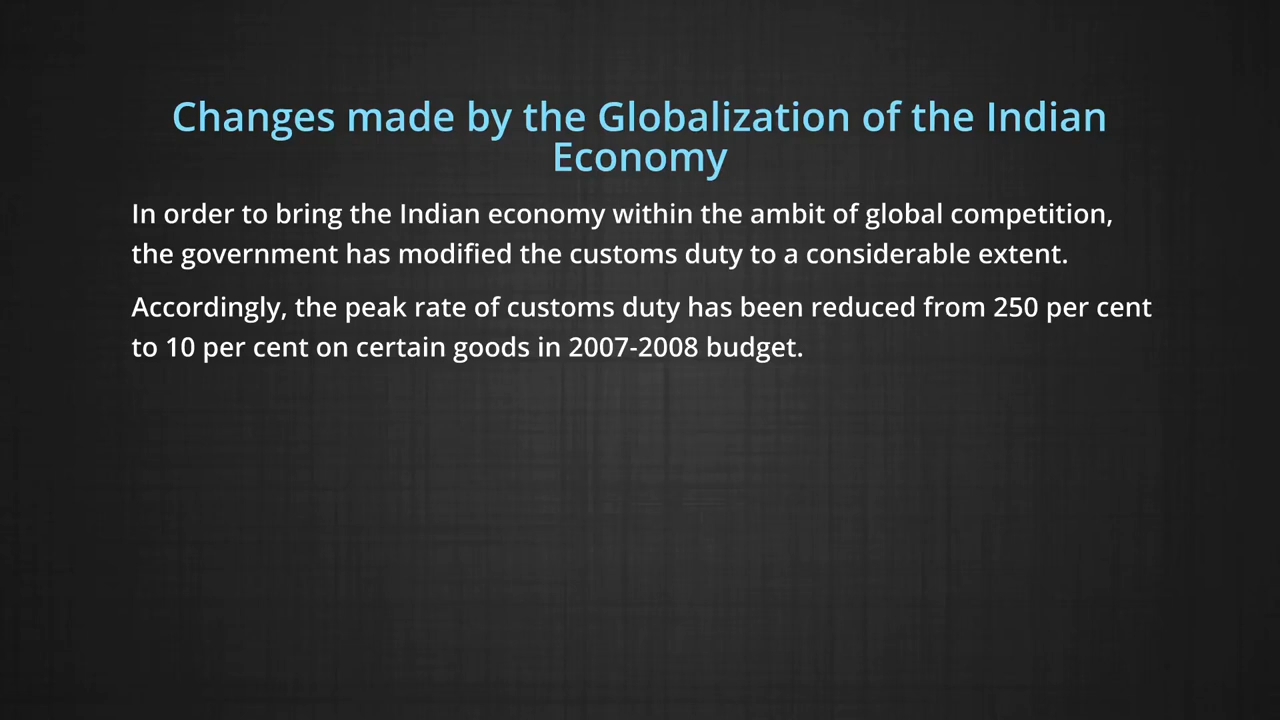 Changes made by the Globalization of the Indian
Economy
In order to bring the Indian economy within the ambit of global competition,
the government has modified the customs duty to a considerable extent.
Accordingly, the peak rate of customs duty has been reduced from 250 per cent
to 10 per cent on certain goods in 2007-2008 budget.